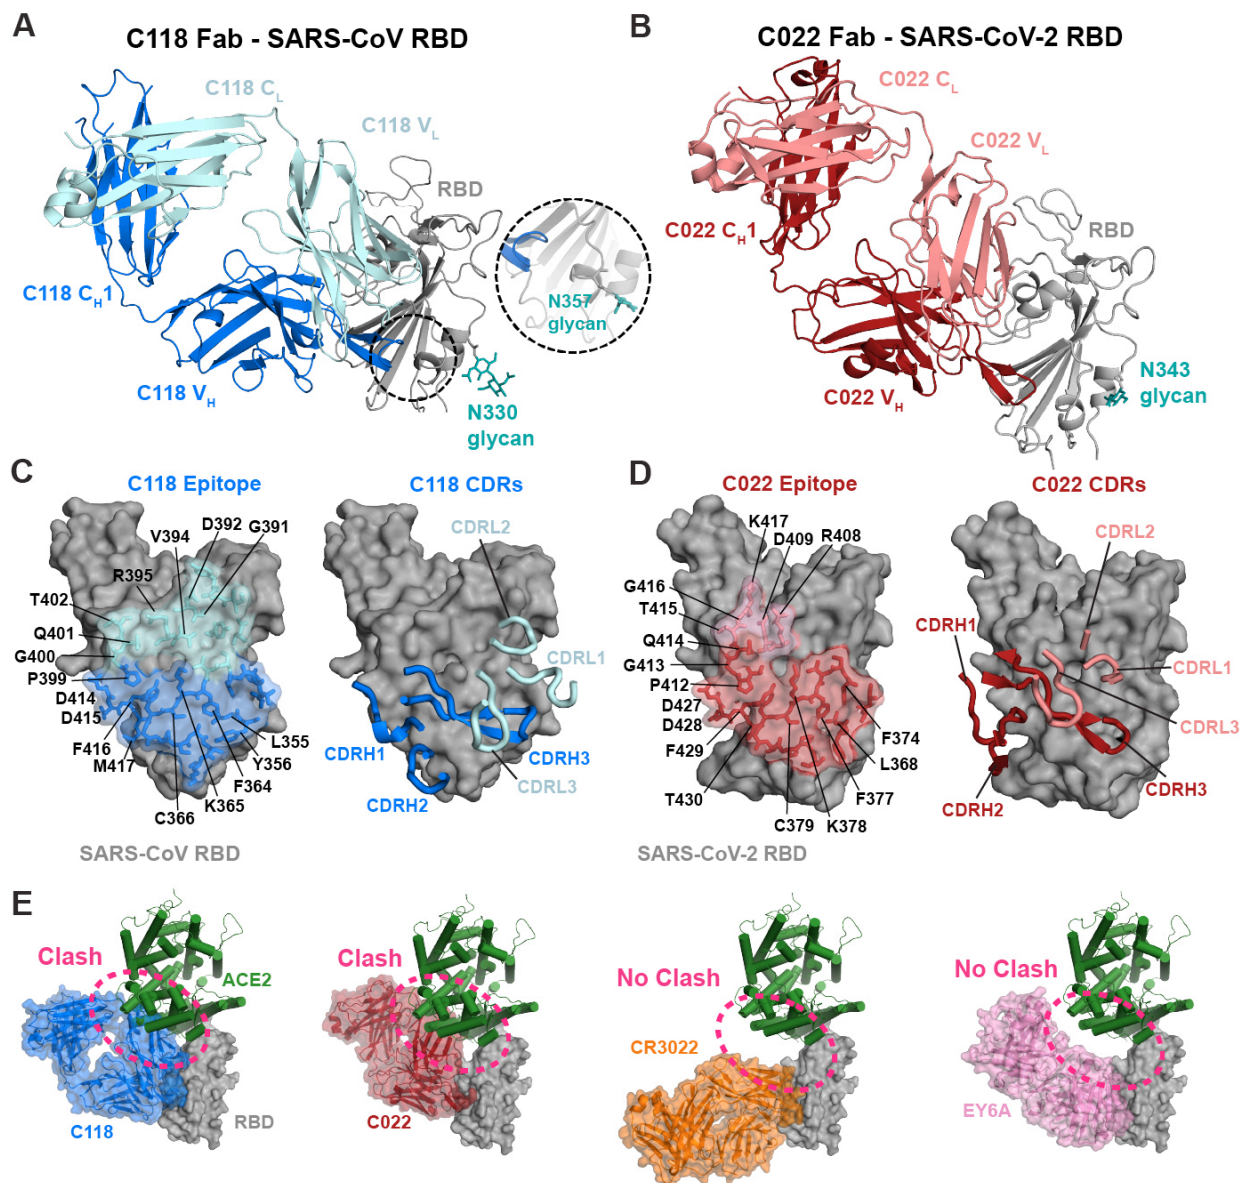 A
C118 Fab - SARS-CoV RBD
C118 CL
C118 VL
RBD
C118 CH1
C118 VH
N357
glycan
N330
glycan
B
C022 Fab - SARS-CoV-2 RBD
C022 CL
C022 VL
C022 CH1
RBD
C022 VH
N343
glycan
C
C118 Epitope
D392
G391
V394
R395
T402
Q401
G400
P399
D414
D415
F416
M417
C366
K365
F364
Y356
L355
C118 CDRs
CDRL2
CDRL1
CDRH1
CDRH3
CDRL3
CDRH2
SARS-CoV RBD
D
C022 Epitope
K417
D409
R408
G416
T415
Q414
G413
P412
D427
D428
F429
T430
C379
K378
F377
L368
F374
C022 CDRs
CDRL2
CDRH1
CDRL1
CDRL3
CDRH3
CDRH2
SARS-CoV-2 RBD
E
Clash
ACE2
C118
RBD
Clash
C022
No Clash
CR3022
No Clash
EY6A